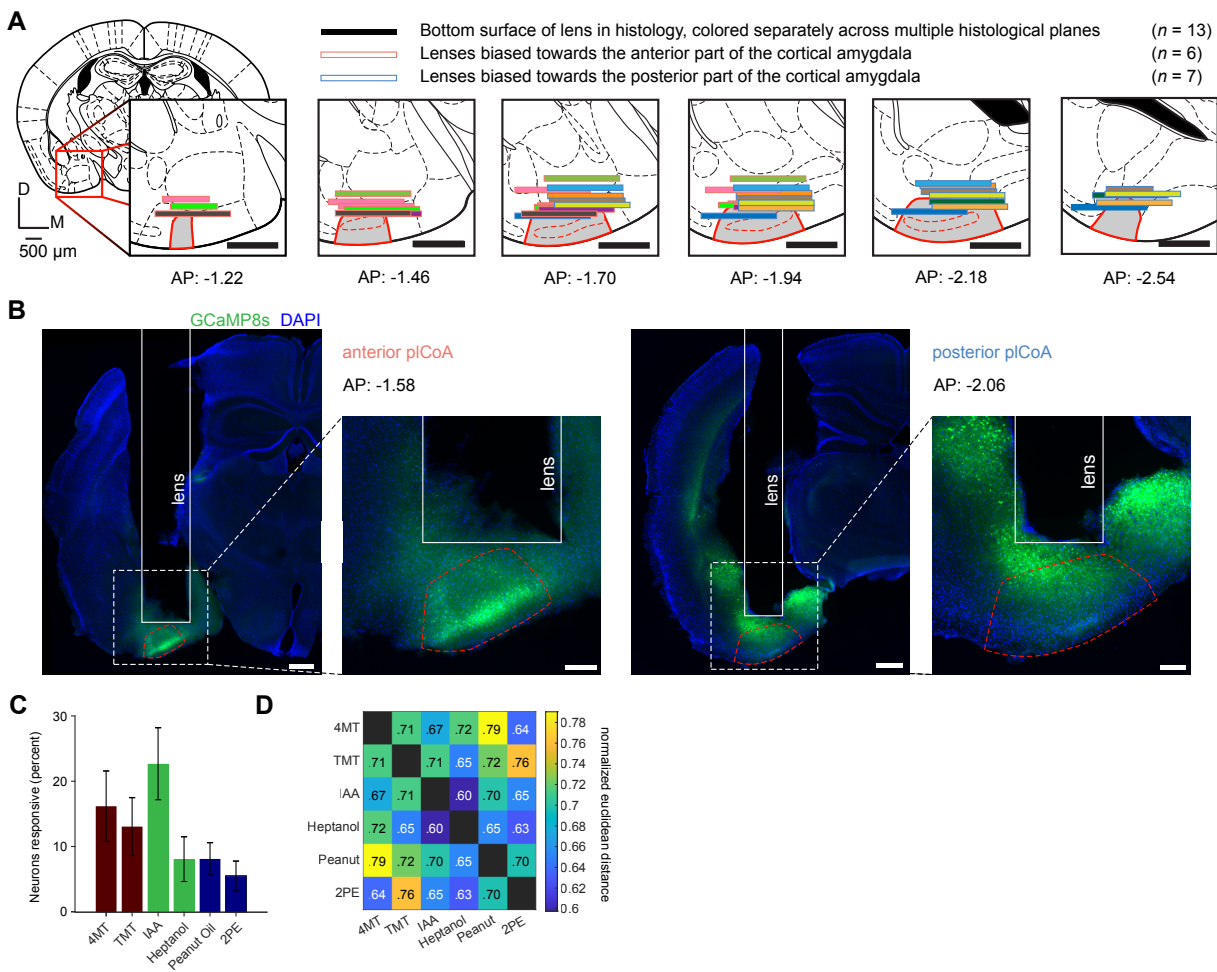 A
Bottom surface of lens in histology, colored separately across multiple histological planes (n = 13)
Lenses biased towards the anterior part of the cortical amygdala (n = 6)
Lenses biased towards the posterior part of the cortical amygdala (n = 7)
D
M
500 µm
AP: -1.22 AP: -1.46 AP: -1.70 AP: -1.94 AP: -2.18 AP: -2.54
B
GCaMP8s DAPI
anterior plCoA
AP: -1.58
lens
lens
posterior plCoA
AP: -2.06
lens
lens
C
Neurons responsive (percent)
30
20
10
0
4MT TMT IAA Heptanol Peanut Oil 2PE
D
4MT .71 .67 .72 .79 .64
TMT .71 .71 .65 .72 .76
IAA .67 .71 .60 .70 .65
Heptanol .72 .65 .60 .65 .63
Peanut .79 .72 .70 .65 .70
2PE .64 .76 .65 .63 .70
4MT TMT IAA Heptanol Peanut 2PE
0.78
0.76
0.74
0.72
0.70
0.68
0.66
0.64
0.62
0.6
normalized euclidean distance